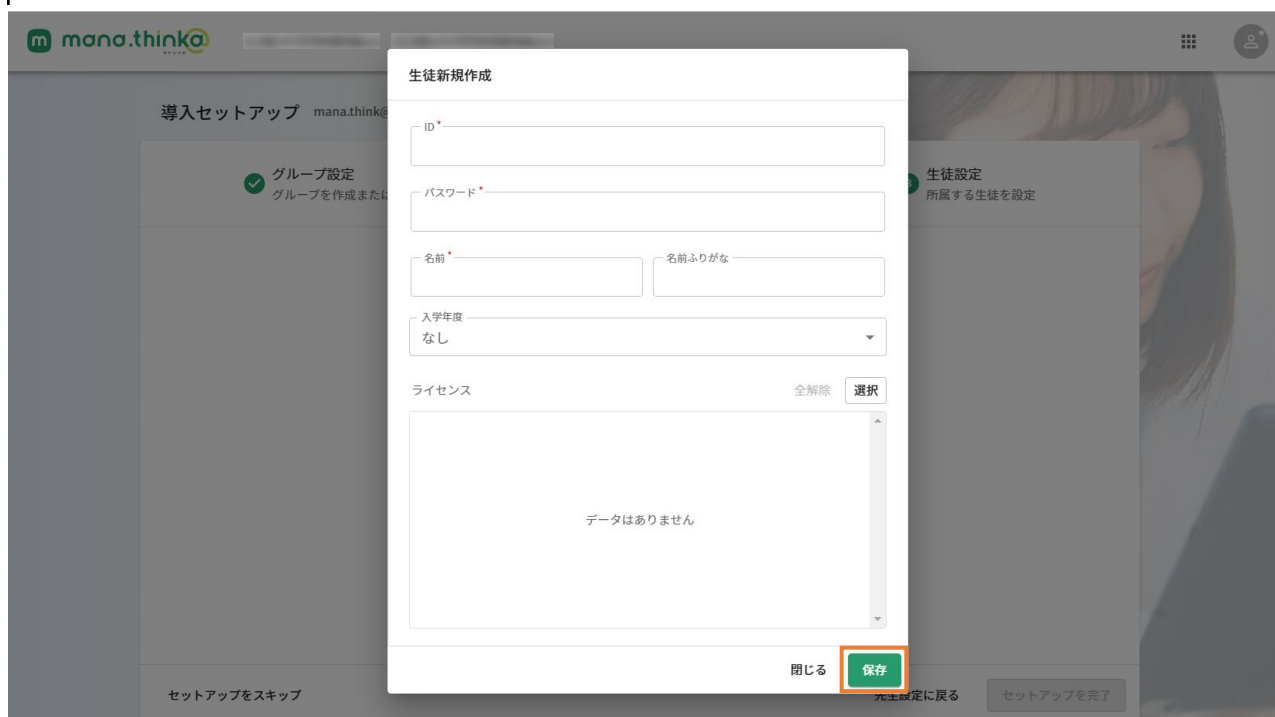 mana.think@
マナシンカ
生徒新規作成
導入セットアップ mana.think@
ID *
グループ設定
グループを作成または
生徒設定
所属する生徒を設定
パスワード *
名前 *
名前ふりがな
入学年度
なし
ライセンス
全解除
選択
データはありません
閉じる
保存
セットアップをスキップ
先生設定に戻る
セットアップを完了